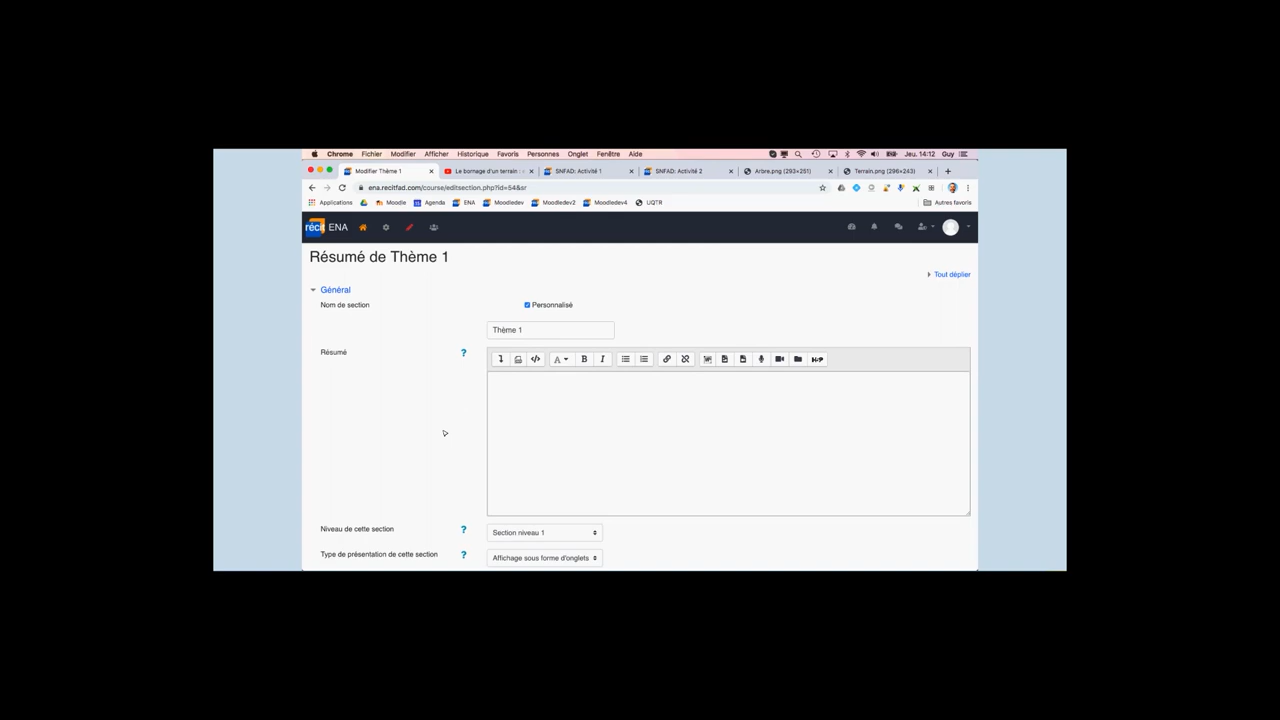 Chrome Fichier Modifier Afficher Historique Favoris Personnes Onglet Fenêtre Aide Jeu. 14:12 Guy
Modifier Thème 1 Le bornage d'un terrain : SNFAD: Activité 1 SNFAD: Activité 2 Arbre.png (293×251) Terrain.png (296×243)
ena.recitfad.com/course/editsection.php?id=54&sr
Applications Moodle Agenda ENA Moodledev Moodledev2 Moodledev4 UQTR Autres favoris
récit ENA
Résumé de Thème 1
Tout déplier
Général
Nom de section Personnalisé
Thème 1
Résumé ? A B I H-P
Niveau de cette section ? Section niveau 1
Type de présentation de cette section ? Affichage sous forme d'onglets